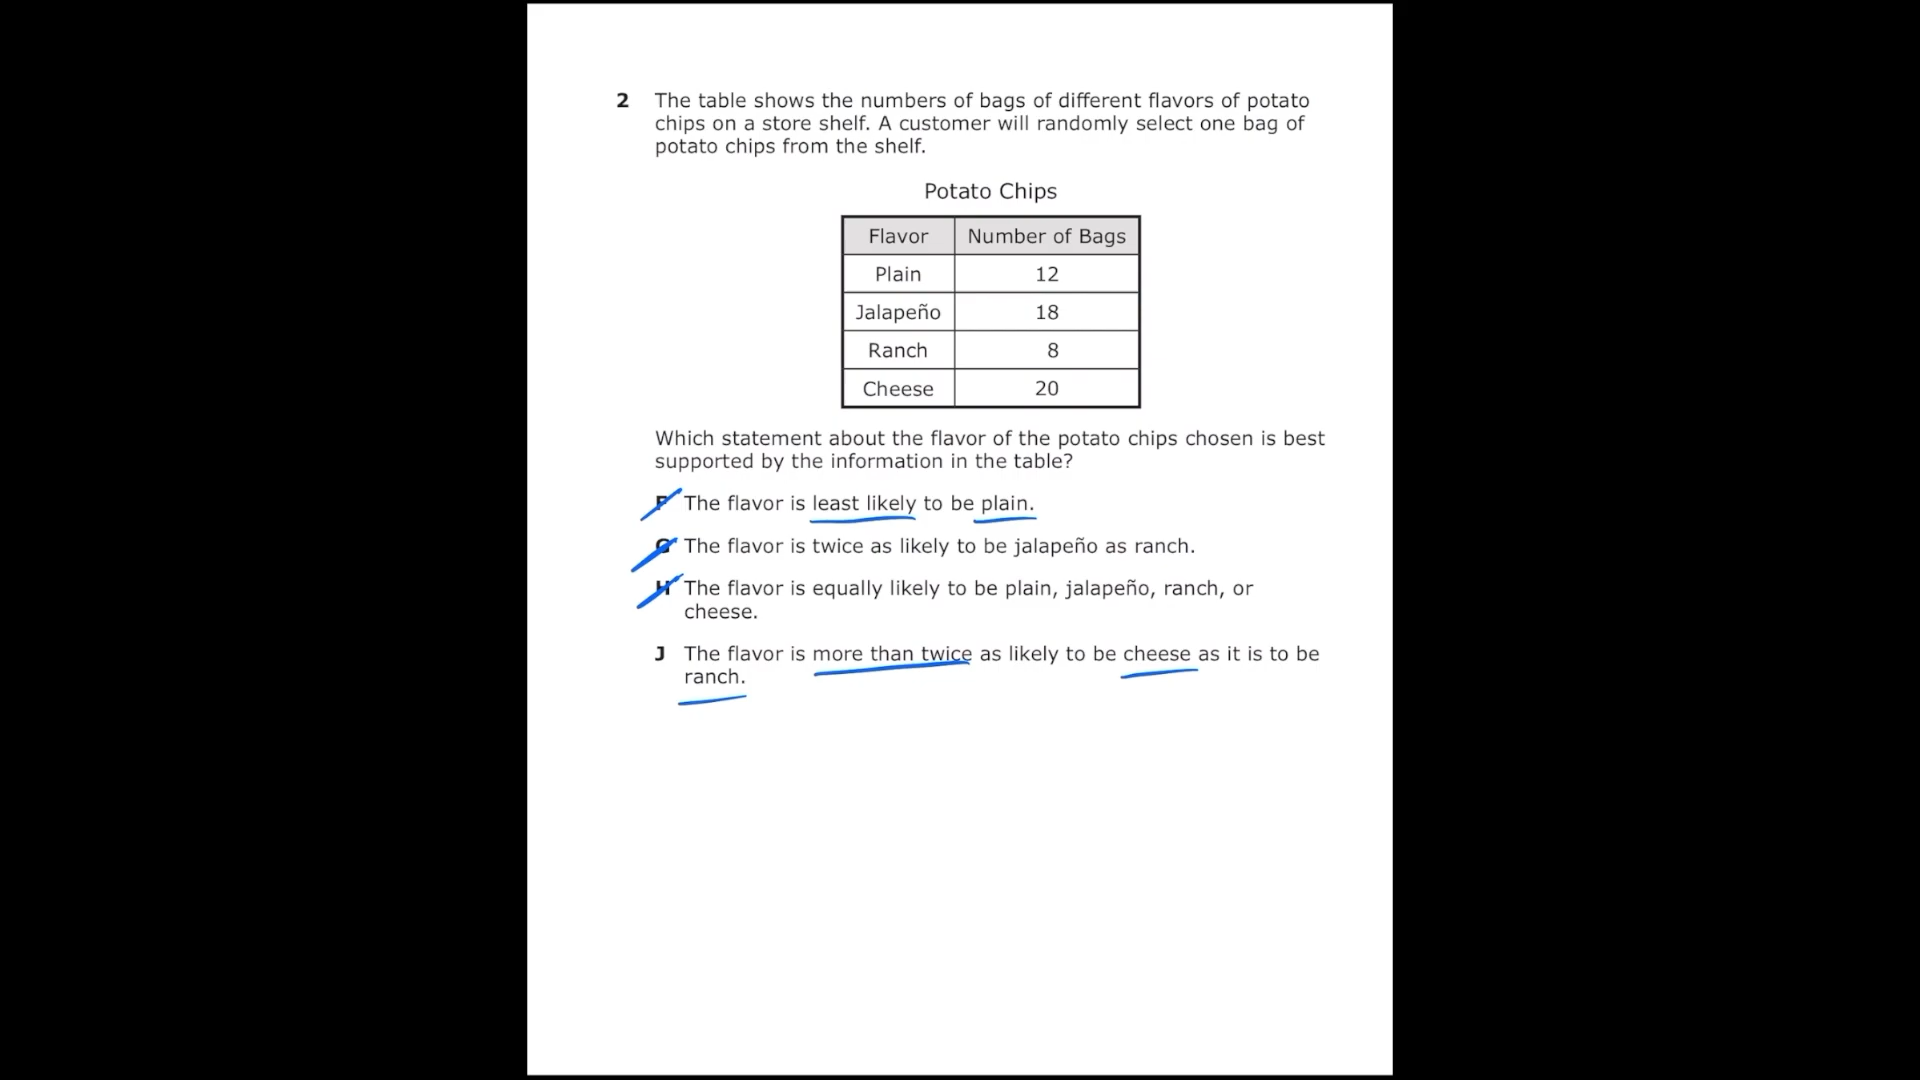 2 The table shows the numbers of bags of different flavors of potato
chips on a store shelf. A customer will randomly select one bag of
potato chips from the shelf.
Potato Chips
Flavor Number of Bags
Plain 12
Jalapeño 18
Ranch 8
Cheese 20
Which statement about the flavor of the potato chips chosen is best
supported by the information in the table?
F The flavor is least likely to be plain.
G The flavor is twice as likely to be jalapeño as ranch.
H The flavor is equally likely to be plain, jalapeño, ranch, or
cheese.
J The flavor is more than twice as likely to be cheese as it is to be
ranch.